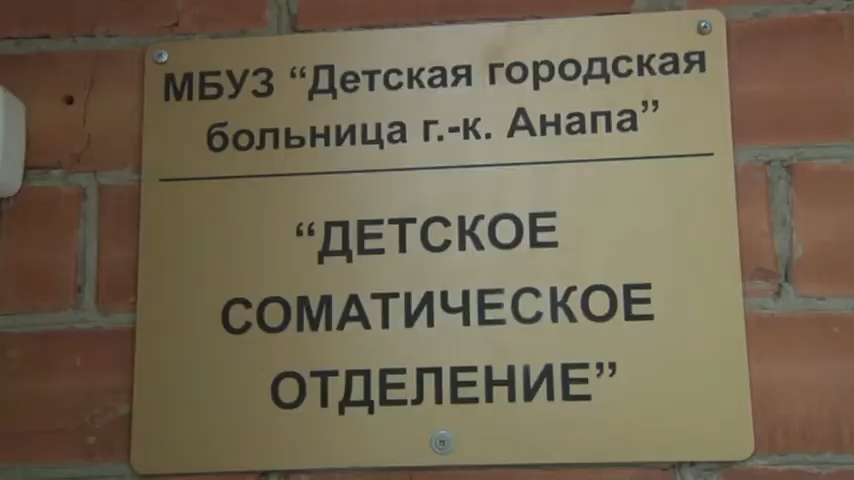 МБУЗ “Детская городская
больница г.-к. Анапа”
“ДЕТСКОЕ
СОМАТИЧЕСКОЕ
ОТДЕЛЕНИЕ”